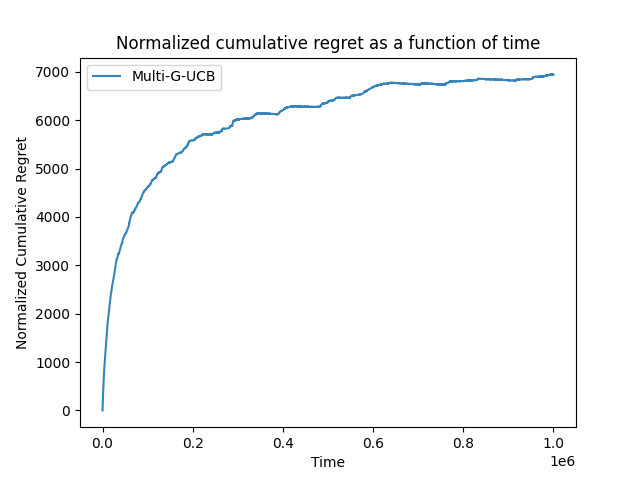 Normalized cumulative regret as a function of time
Multi-G-UCB
Normalized Cumulative Regret
7000
6000
5000
4000
3000
2000
1000
0
0.0 0.2 0.4 0.6 0.8 1.0
1e6
Time